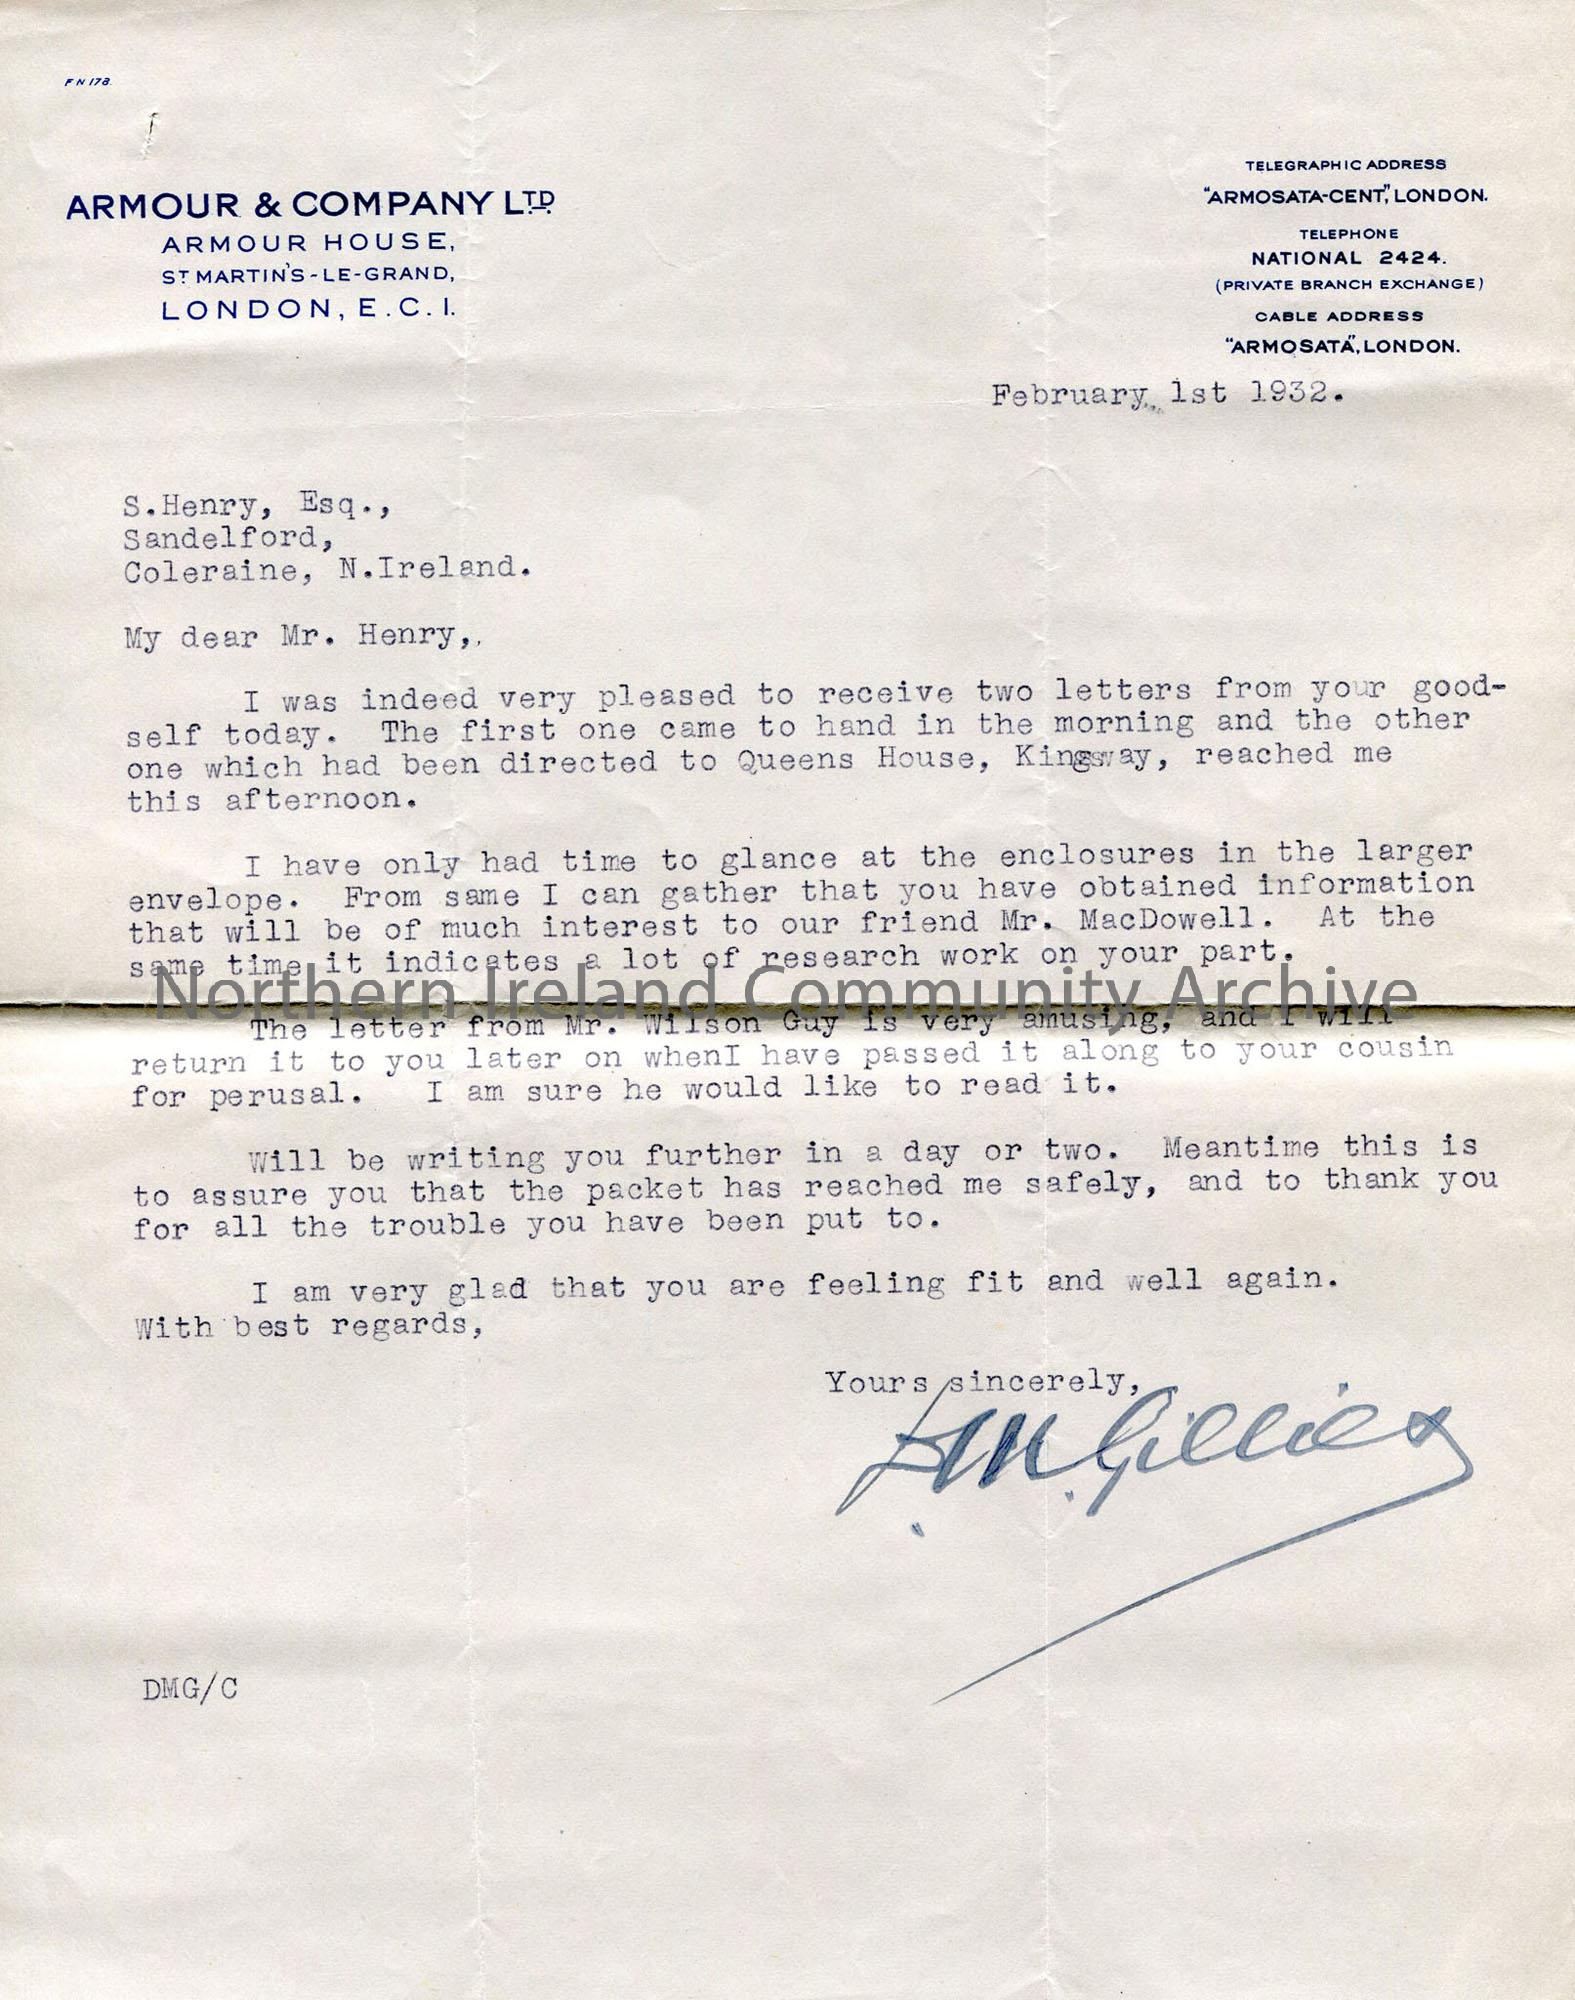 F N 178.
ARMOUR & COMPANY LTD.
ARMOUR HOUSE,
ST MARTIN'S-LE-GRAND,
LONDON, E.C.1.
TELEGRAPHIC ADDRESS
"ARMOSATA-CENT", LONDON.
TELEPHONE
NATIONAL 2424.
(PRIVATE BRANCH EXCHANGE)
CABLE ADDRESS
"ARMOSATA", LONDON.
February 1st 1932.
S.Henry, Esq.,
Sandelford,
Coleraine, N.Ireland.
My dear Mr. Henry,.
I was indeed very pleased to receive two letters from your good-
self today. The first one came to hand in the morning and the other
one which had been directed to Queens House, Kingsway, reached me
this afternoon.
I have only had time to glance at the enclosures in the larger
envelope. From same I can gather that you have obtained information
that will be of much interest to our friend Mr. MacDowell. At the
same time it indicates a lot of research work on your part.
Northern Ireland Community Archive
The letter from Mr. Wilson Guy is very amusing, and I will
return it to you later on whenI have passed it along to your cousin
for perusal. I am sure he would like to read it.
Will be writing you further in a day or two. Meantime this is
to assure you that the packet has reached me safely, and to thank you
for all the trouble you have been put to.
I am very glad that you are feeling fit and well again.
With best regards,
Yours sincerely,
D.M. Gillies
DMG/C